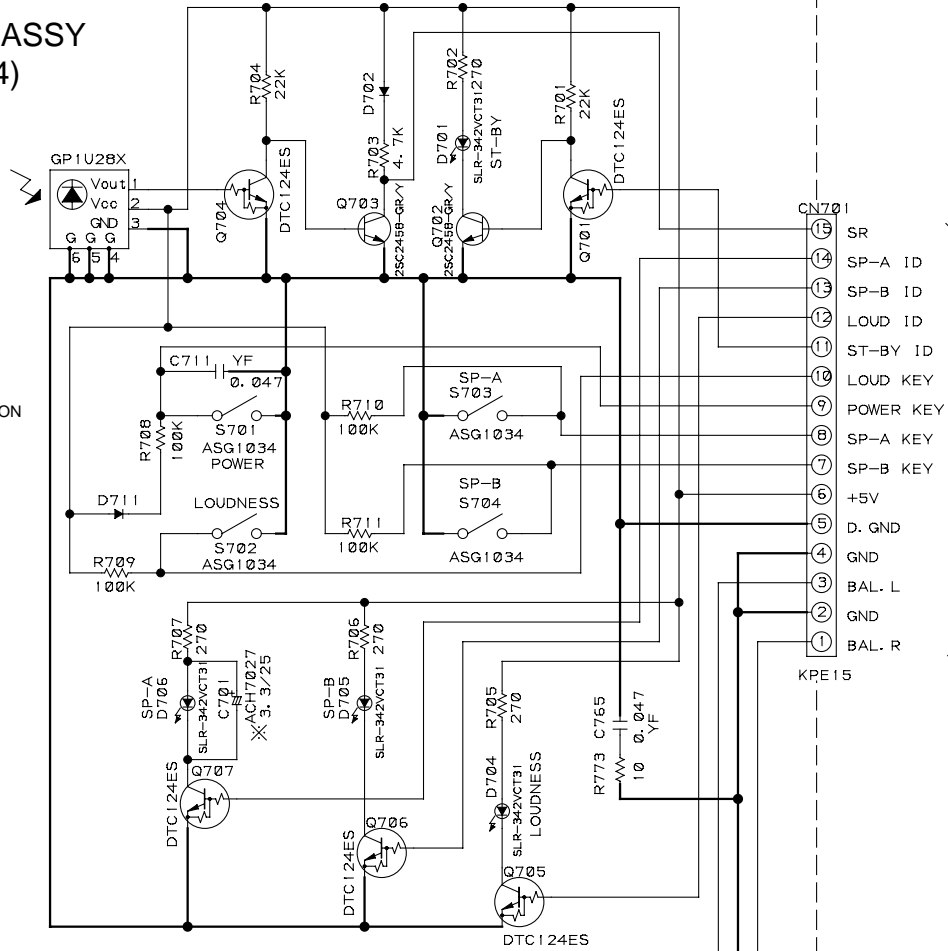 ASSY
4)
GP1U28X
Vout 1
Vcc 2
GND 3
G G G
6 5 4
R704
22K
Q704
DTC124ES
D702
R703
4.7K
Q703
2SC2458-GR/Y
R702
270
D701
SLR-342VCT31
ST-BY
Q702
2SC2458-GR/Y
R701
22K
Q701
DTC124ES
CN701
15 SR
14 SP-A ID
13 SP-B ID
12 LOUD ID
11 ST-BY ID
10 LOUD KEY
9 POWER KEY
8 SP-A KEY
7 SP-B KEY
6 +5V
5 D.GND
4 GND
3 BAL.L
2 GND
1 BAL.R
KPE15
ON
C711 YF
0.047
R708
100K
S701
ASG1034
POWER
D711
LOUDNESS
S702
ASG1034
R709
100K
R710
100K
SP-A
S703
ASG1034
R711
100K
SP-B
S704
ASG1034
R707
270
SP-A
D706
SLR-342VCT31
C701
ACH7027
※ 3.3/25
Q707
DTC124ES
R706
270
SP-B
D705
SLR-342VCT31
Q706
DTC124ES
R705
270
D704
SLR-342VCT31
LOUDNESS
Q705
DTC124ES
C765
0.047
YF
R773
10